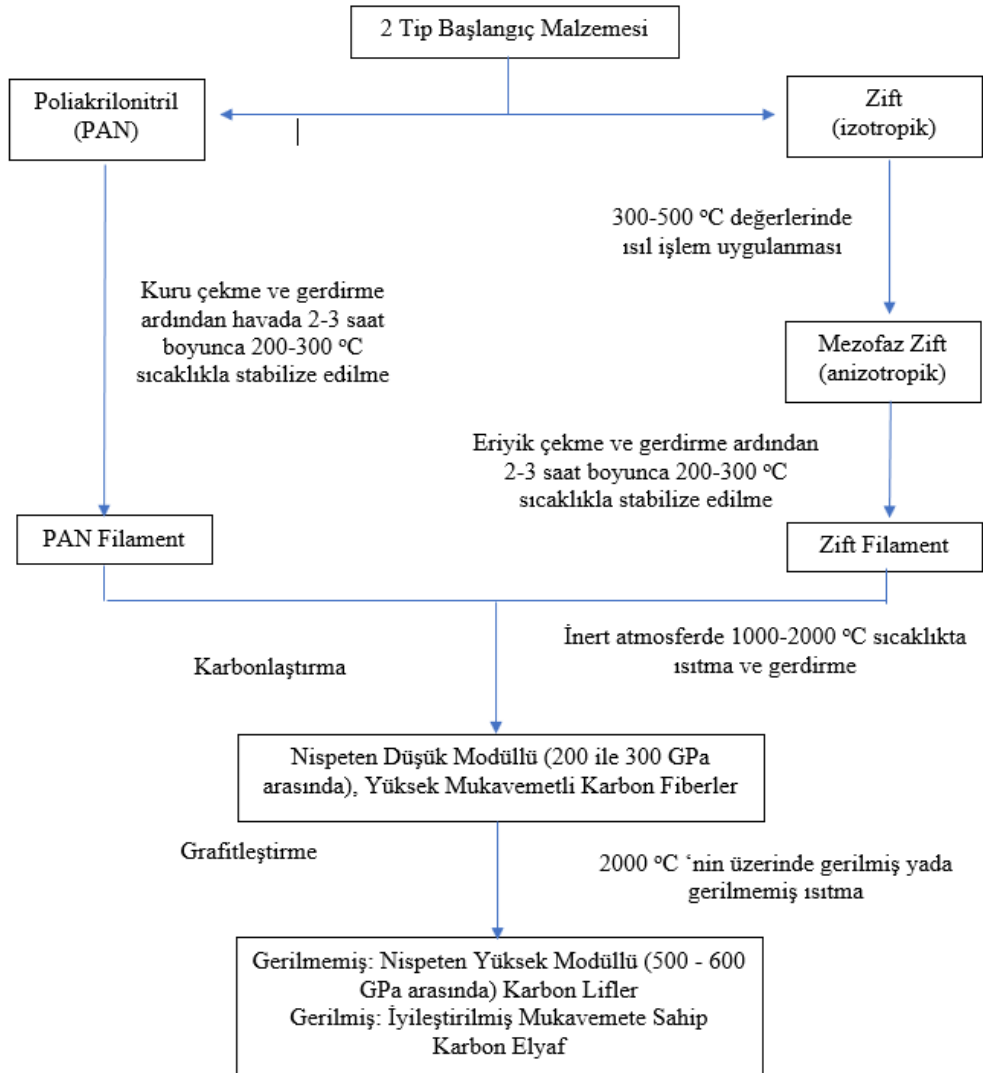 2 Tip Başlangıç Malzemesi
Poliakrilonitril
(PAN)
Zift
(izotropik)
300-500 °C değerlerinde
ısıl işlem uygulanması
Kuru çekme ve gerdirme
ardından havada 2-3 saat
boyunca 200-300 °C
sıcaklıkla stabilize edilme
Mezofaz Zift
(anizotropik)
Eriyik çekme ve gerdirme ardından
2-3 saat boyunca 200-300 °C
sıcaklıkla stabilize edilme
PAN Filament
Zift Filament
Karbonlaştırma
İnert atmosferde 1000-2000 °C sıcaklıkta
ısıtma ve gerdirme
Nispeten Düşük Modüllü (200 ile 300 GPa
arasında), Yüksek Mukavemetli Karbon Fiberler
Grafitleştirme
2000 °C ‘nin üzerinde gerilmiş yada
gerilmemiş ısıtma
Gerilmemiş: Nispeten Yüksek Modüllü (500 - 600
GPa arasında) Karbon Lifler
Gerilmiş: İyileştirilmiş Mukavemete Sahip
Karbon Elyaf